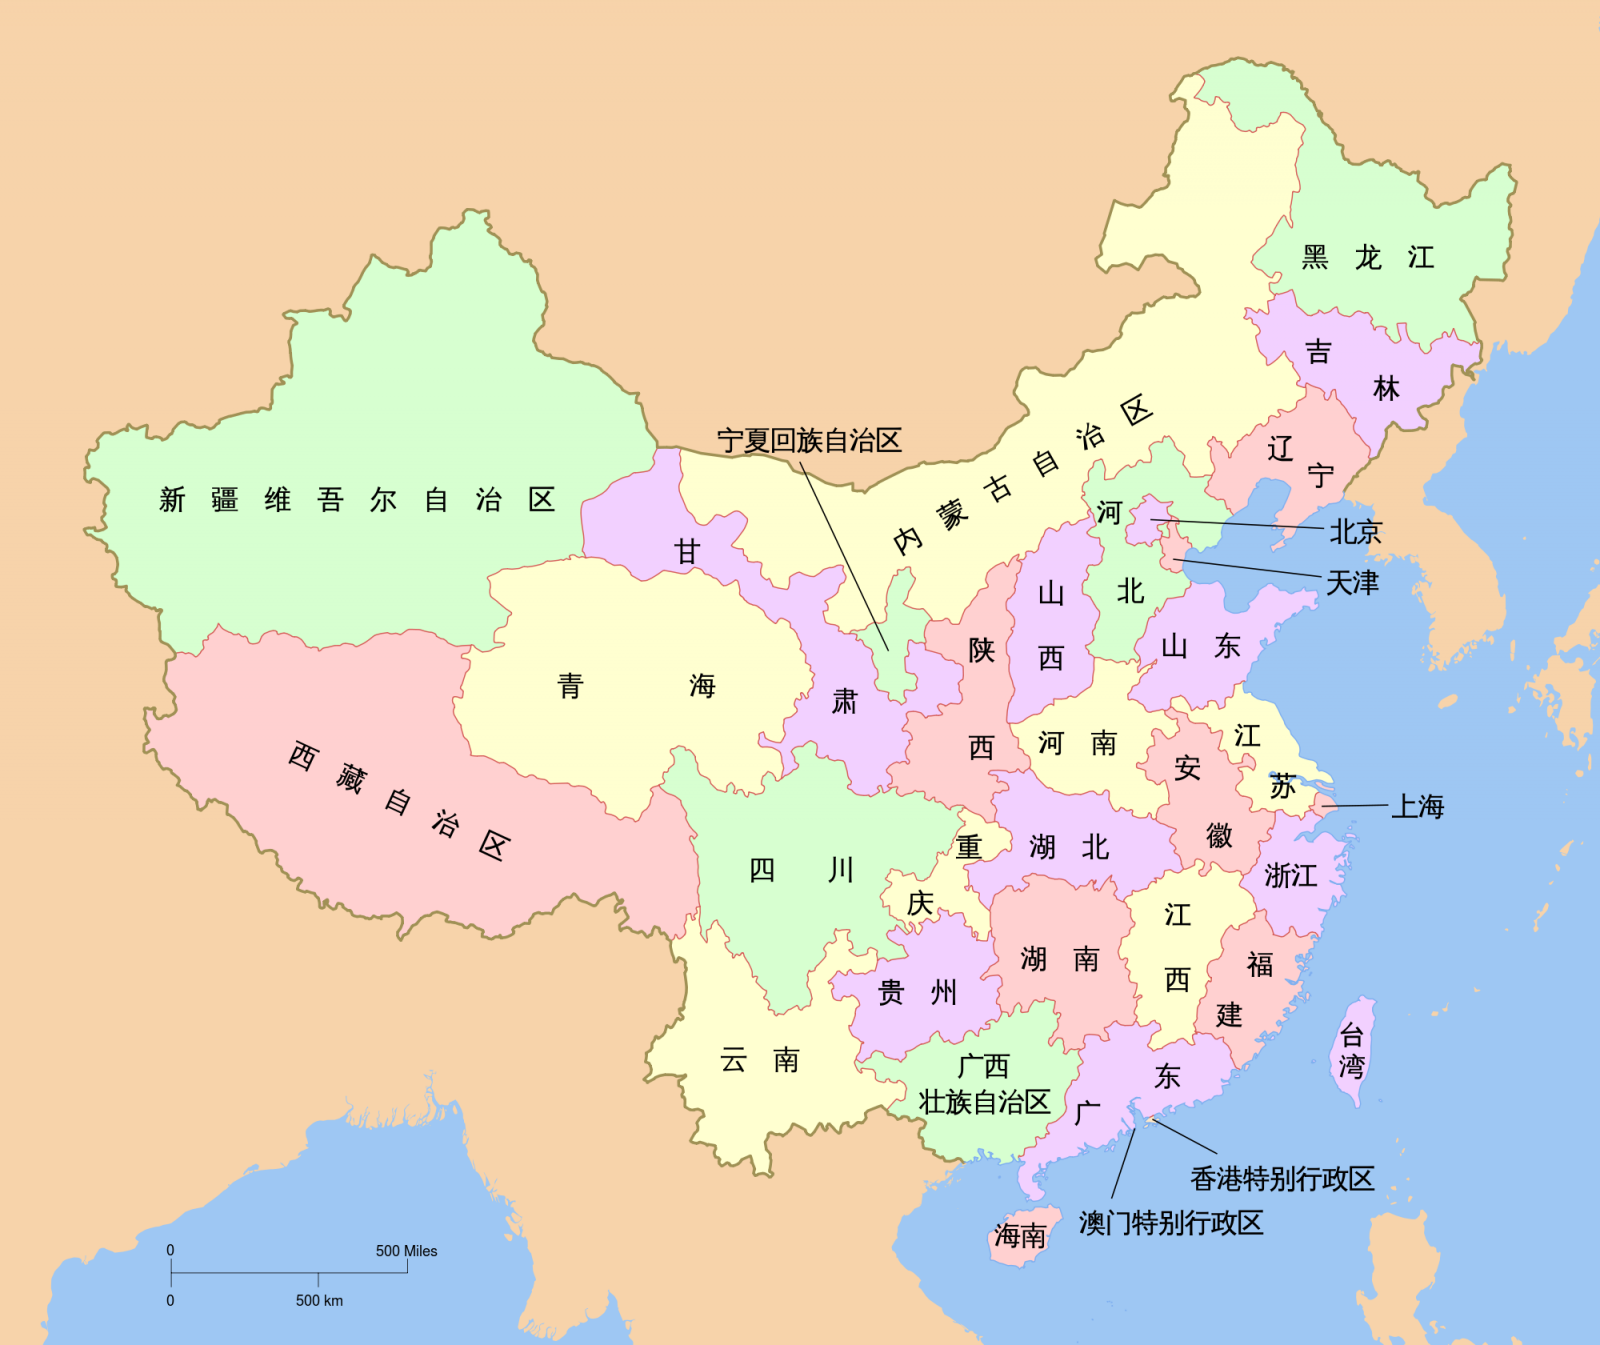 黑龙江
吉林
辽宁
内蒙古自治区
宁夏回族自治区
新疆维吾尔自治区
甘肃
河北
北京
天津
山西
陕西
山东
青海
西藏自治区
河南
江苏
安徽
上海
四川
重庆
湖北
浙江
湖南
江西
福建
贵州
云南
广西
壮族自治区
广东
台湾
香港特别行政区
澳门特别行政区
海南
0
500 Miles
0
500 km